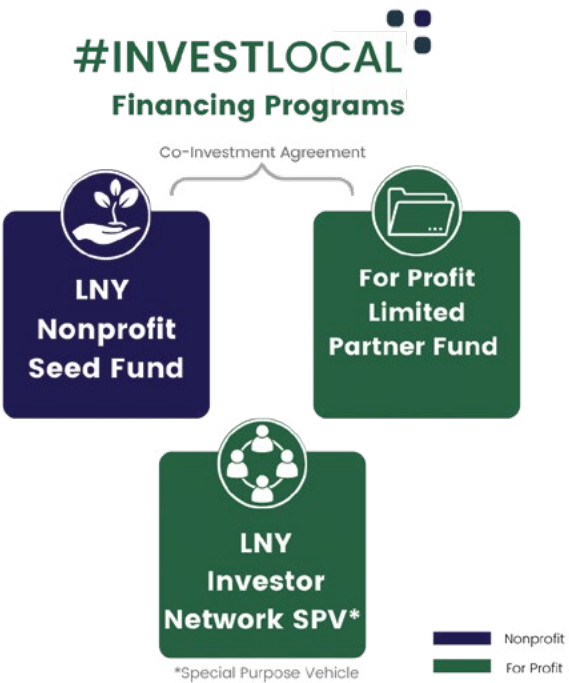 #INVESTLOCAL
Financing Programs
Co-Investment Agreement
LNY
Nonprofit
Seed Fund
For Profit
Limited
Partner Fund
LNY
Investor
Network SPV*
*Special Purpose Vehicle
Nonprofit
For Profit